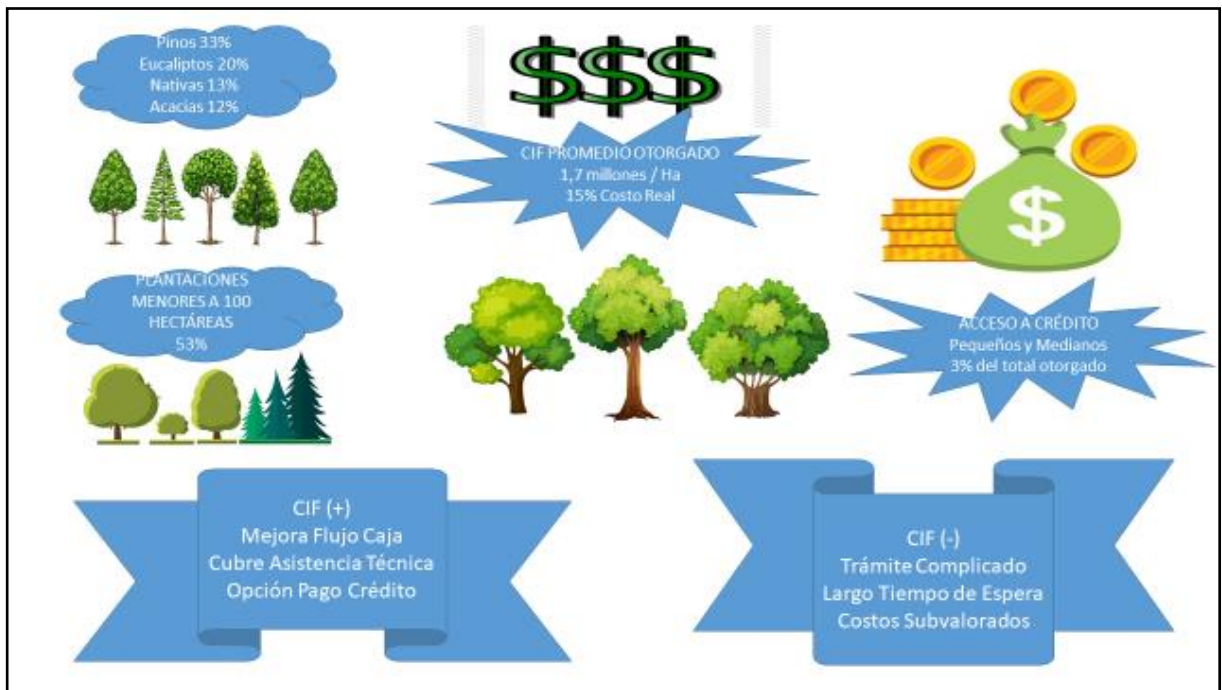 Pinos 33%
Eucaliptos 20%
Nativas 13%
Acacias 12%
$$$
CIF PROMEDIO OTORGADO
1,7 millones / Ha
15% Costo Real
$
PLANTACIONES
MENORES A 100
HECTÁREAS
53%
ACCESO A CRÉDITO
Pequeños y Medianos
3% del total otorgado
CIF (+)
Mejora Flujo Caja
Cubre Asistencia Técnica
Opción Pago Crédito
CIF (-)
Trámite Complicado
Largo Tiempo de Espera
Costos Subvalorados